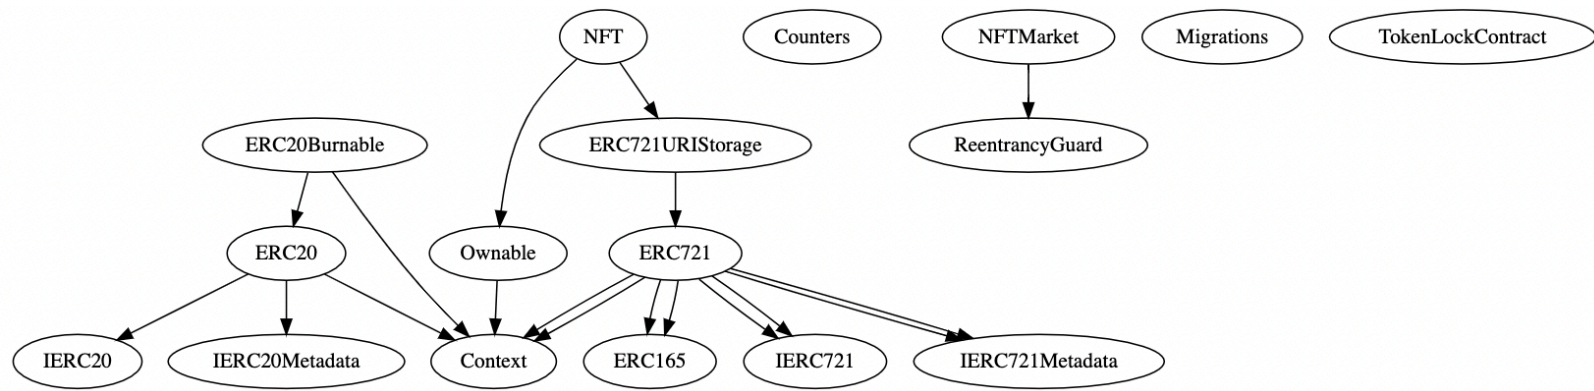 NFT
Counters
NFTMarket
Migrations
TokenLockContract
ERC20Burnable
ERC721URIStorage
ReentrancyGuard
ERC20
Ownable
ERC721
IERC20
IERC20Metadata
Context
ERC165
IERC721
IERC721Metadata